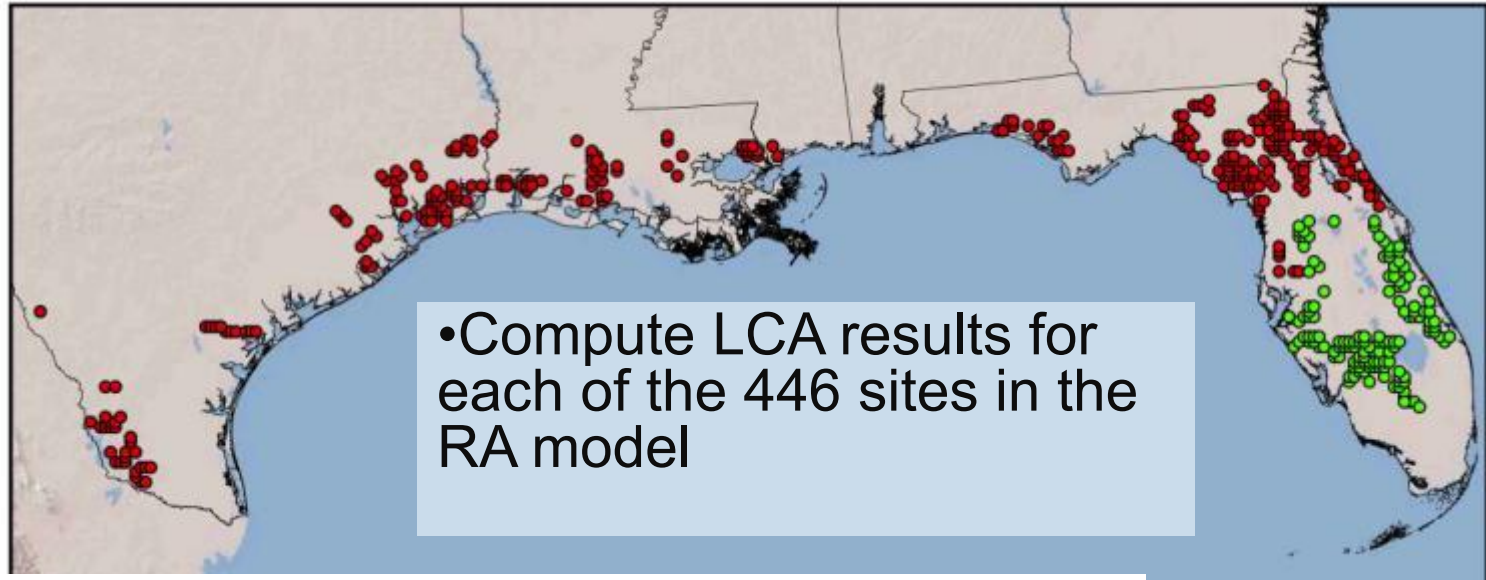 •Compute LCA results for
each of the 446 sites in the
RA model